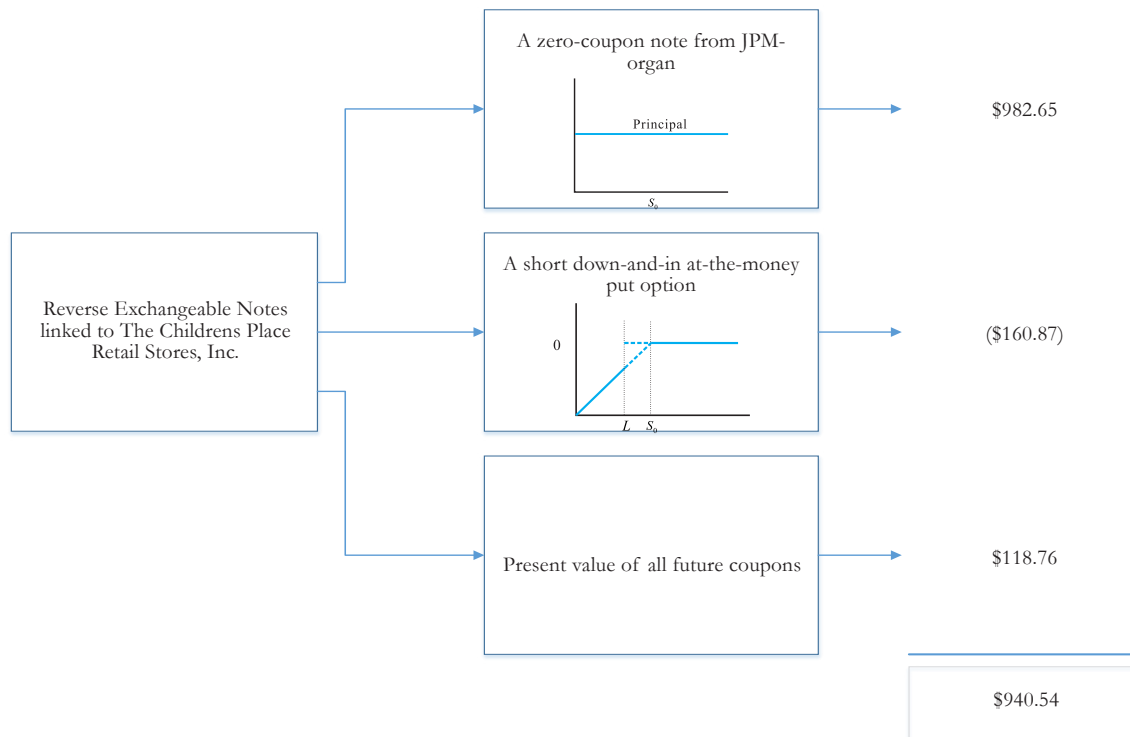 A zero-coupon note from JPM-
organ
Principal
S₀
$982.65
Reverse Exchangeable Notes
linked to The Childrens Place
Retail Stores, Inc.
A short down-and-in at-the-money
put option
0
L
S₀
($160.87)
Present value of all future coupons
$118.76
$940.54